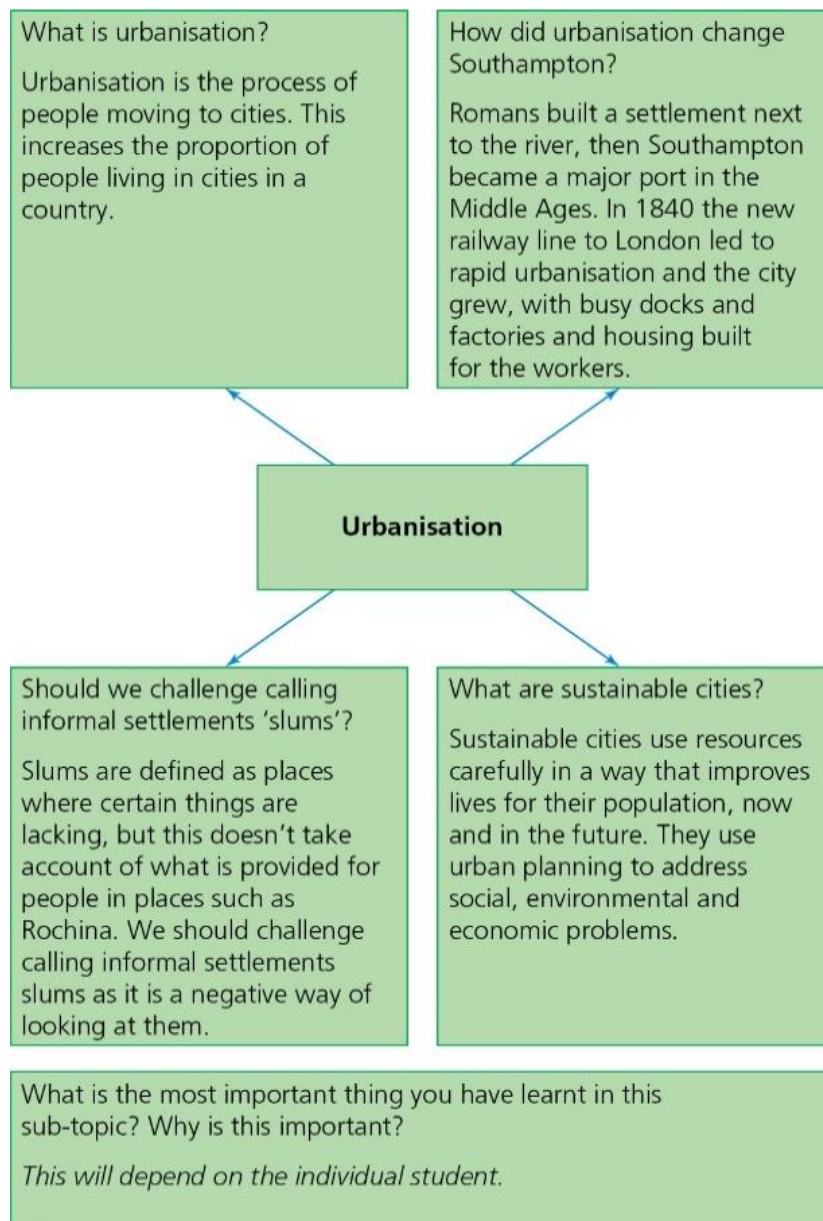 What is urbanisation?
Urbanisation is the process of
people moving to cities. This
increases the proportion of
people living in cities in a
country.
How did urbanisation change
Southampton?
Romans built a settlement next
to the river, then Southampton
became a major port in the
Middle Ages. In 1840 the new
railway line to London led to
rapid urbanisation and the city
grew, with busy docks and
factories and housing built
for the workers.
Urbanisation
Should we challenge calling
informal settlements ‘slums’?
Slums are defined as places
where certain things are
lacking, but this doesn’t take
account of what is provided for
people in places such as
Rochina. We should challenge
calling informal settlements
slums as it is a negative way of
looking at them.
What are sustainable cities?
Sustainable cities use resources
carefully in a way that improves
lives for their population, now
and in the future. They use
urban planning to address
social, environmental and
economic problems.
What is the most important thing you have learnt in this
sub-topic? Why is this important?
This will depend on the individual student.